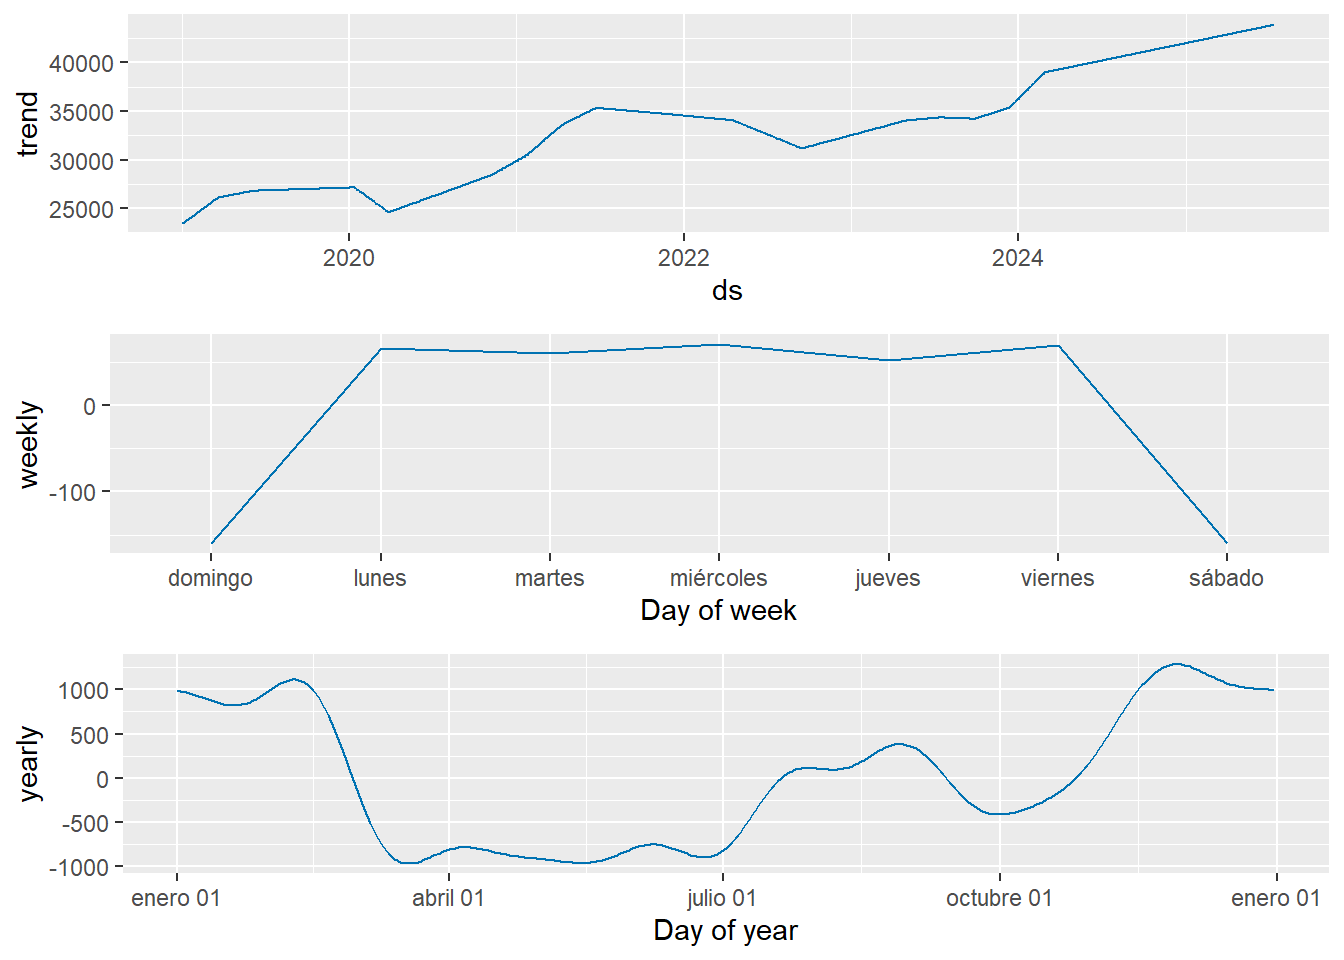 trend
40000
35000
30000
25000
2020 2022 2024
ds
weekly
0
-100
domingo lunes martes miércoles jueves viernes sábado
Day of week
yearly
1000
500
0
-500
-1000
enero 01 abril 01 julio 01 octubre 01 enero 01
Day of year